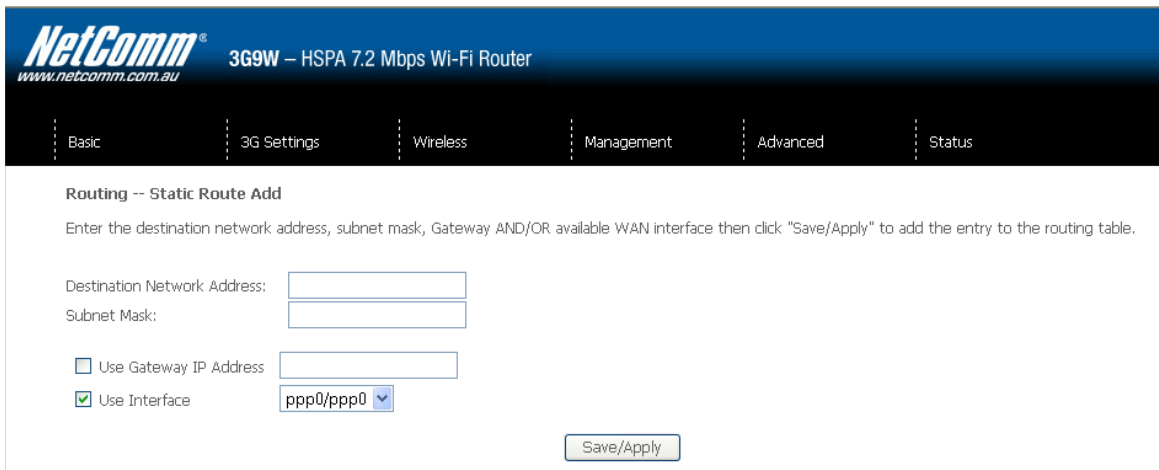 NetComm®
www.netcomm.com.au
3G9W – HSPA 7.2 Mbps Wi-Fi Router
Basic 3G Settings Wireless Management Advanced Status
Routing -- Static Route Add
Enter the destination network address, subnet mask, Gateway AND/OR available WAN interface then click "Save/Apply" to add the entry to the routing table.
Destination Network Address:
Subnet Mask:
Use Gateway IP Address
Use Interface ppp0/ppp0
Save/Apply